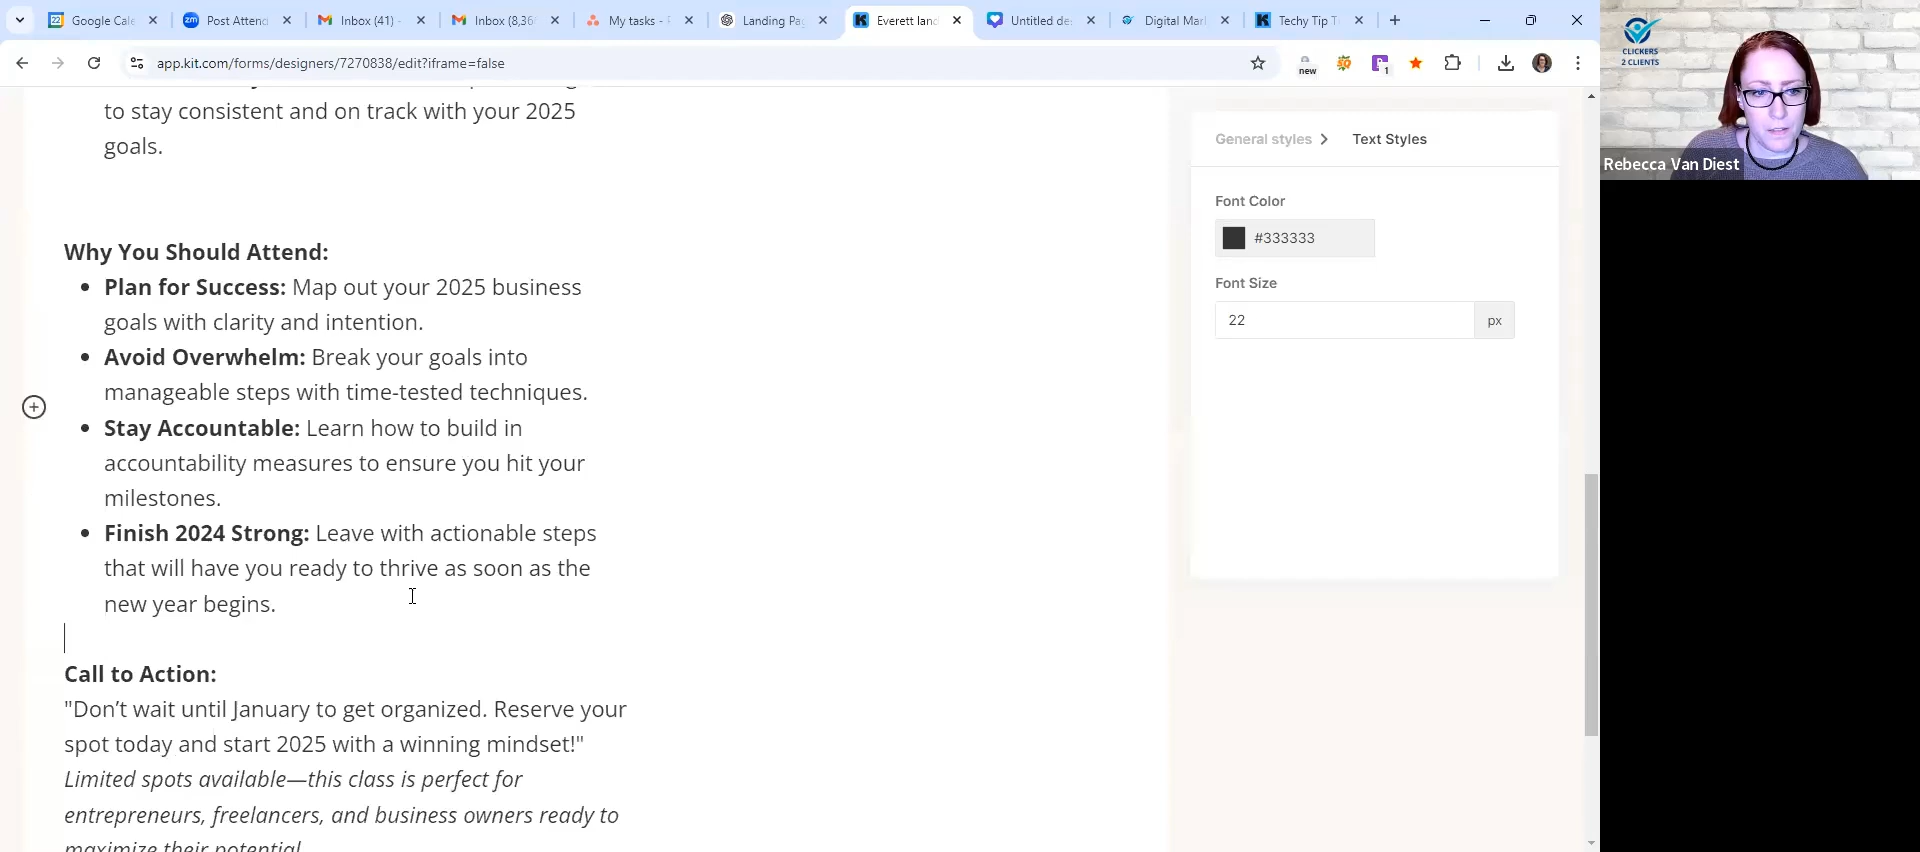 Google Cale
Post Attend
Inbox (41) -
Inbox (8,36
My tasks -
Landing Pag
Everett land
Untitled de
Digital Mar
Techy Tip T
app.kit.com/forms/designers/7270838/edit?iframe=false
new
1
CLICKERS
2 CLIENTS
Rebecca Van Diest
to stay consistent and on track with your 2025
goals.
Why You Should Attend:
Plan for Success: Map out your 2025 business
goals with clarity and intention.
Avoid Overwhelm: Break your goals into
manageable steps with time-tested techniques.
Stay Accountable: Learn how to build in
accountability measures to ensure you hit your
milestones.
Finish 2024 Strong: Leave with actionable steps
that will have you ready to thrive as soon as the
new year begins.
Call to Action:
"Don’t wait until January to get organized. Reserve your
spot today and start 2025 with a winning mindset!"
Limited spots available—this class is perfect for
entrepreneurs, freelancers, and business owners ready to
maximize their potential
General styles
Text Styles
Font Color
#333333
Font Size
22
px